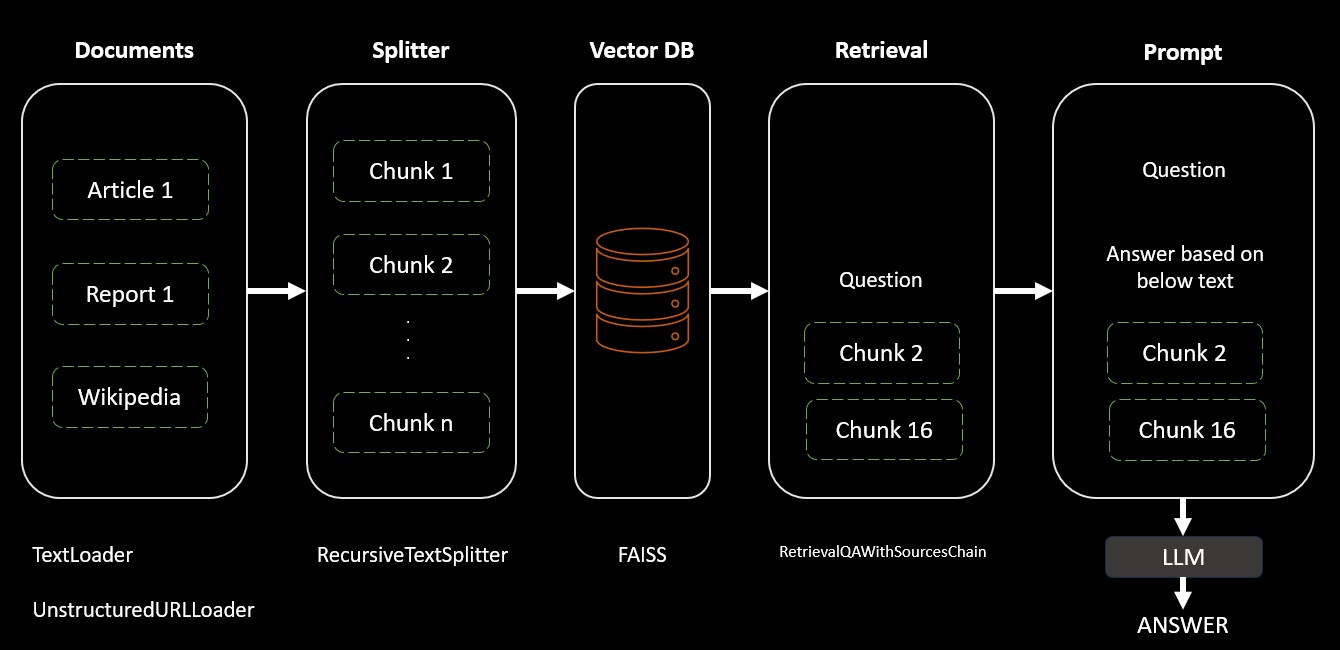 Documents
Splitter
Vector DB
Retrieval
Prompt
Article 1
Report 1
Wikipedia
Chunk 1
Chunk 2
.
.
.
Chunk n
Question
Chunk 2
Chunk 16
Question
Answer based on
below text
Chunk 2
Chunk 16
TextLoader
UnstructuredURLLoader
RecursiveTextSplitter
FAISS
RetrievalQAWithSourcesChain
LLM
ANSWER